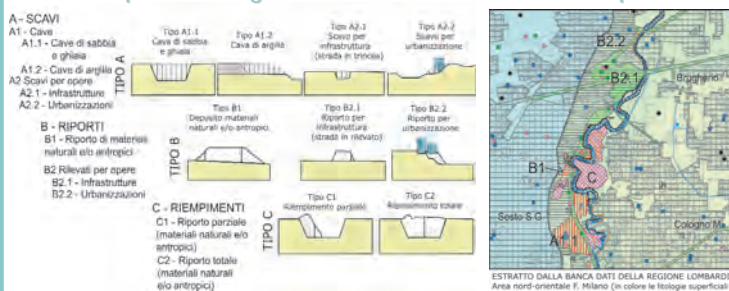 A - SCAVI
A1 - Cave
A1.1 - Cave di sabbia
e ghiaia
A1.2 - Cave di argilla
A2 Scavi per opere
A2.1 - Infrastrutture
A2.2 - Urbanizzazioni
TIPO A
Tipo A1.1
Cava di sabbia
e ghiaia
Tipo A1.2
Cava di argilla
Tipo A2.1
Scavo per
infrastruttura
(strada in trincea)
Tipo A2.2
Scavi per
urbanizzazione
B - RIPORTI
B1 - Riporto di materiali
naturali e/o antropici
B2 Rilevati per opere
B2.1 - Infrastrutture
B2.2 - Urbanizzazioni
TIPO B
Tipo B1
Deposito materiali
naturali e/o antropici
Tipo B2.1
Riporto per
infrastruttura
(strada in rilevato)
Tipo B2.2
Riporto per
urbanizzazione
C - RIEMPIMENTI
C1 - Riporto parziale
(materiali naturali e/o
antropici)
C2 - Riporto totale
(materiali naturali
e/o antropici)
TIPO C
Tipo C1
Riempimento parziale
Tipo C2
Riempimento totale
B2.2
B2.1
Brugherio
B1
C
Sesto S.G.
Cologno M.
A1.1
ESTRATTO DALLA BANCA DATI DELLA REGIONE LOMBARDI
Area nord-orientale F. Milano (in colore le litologie superficiali